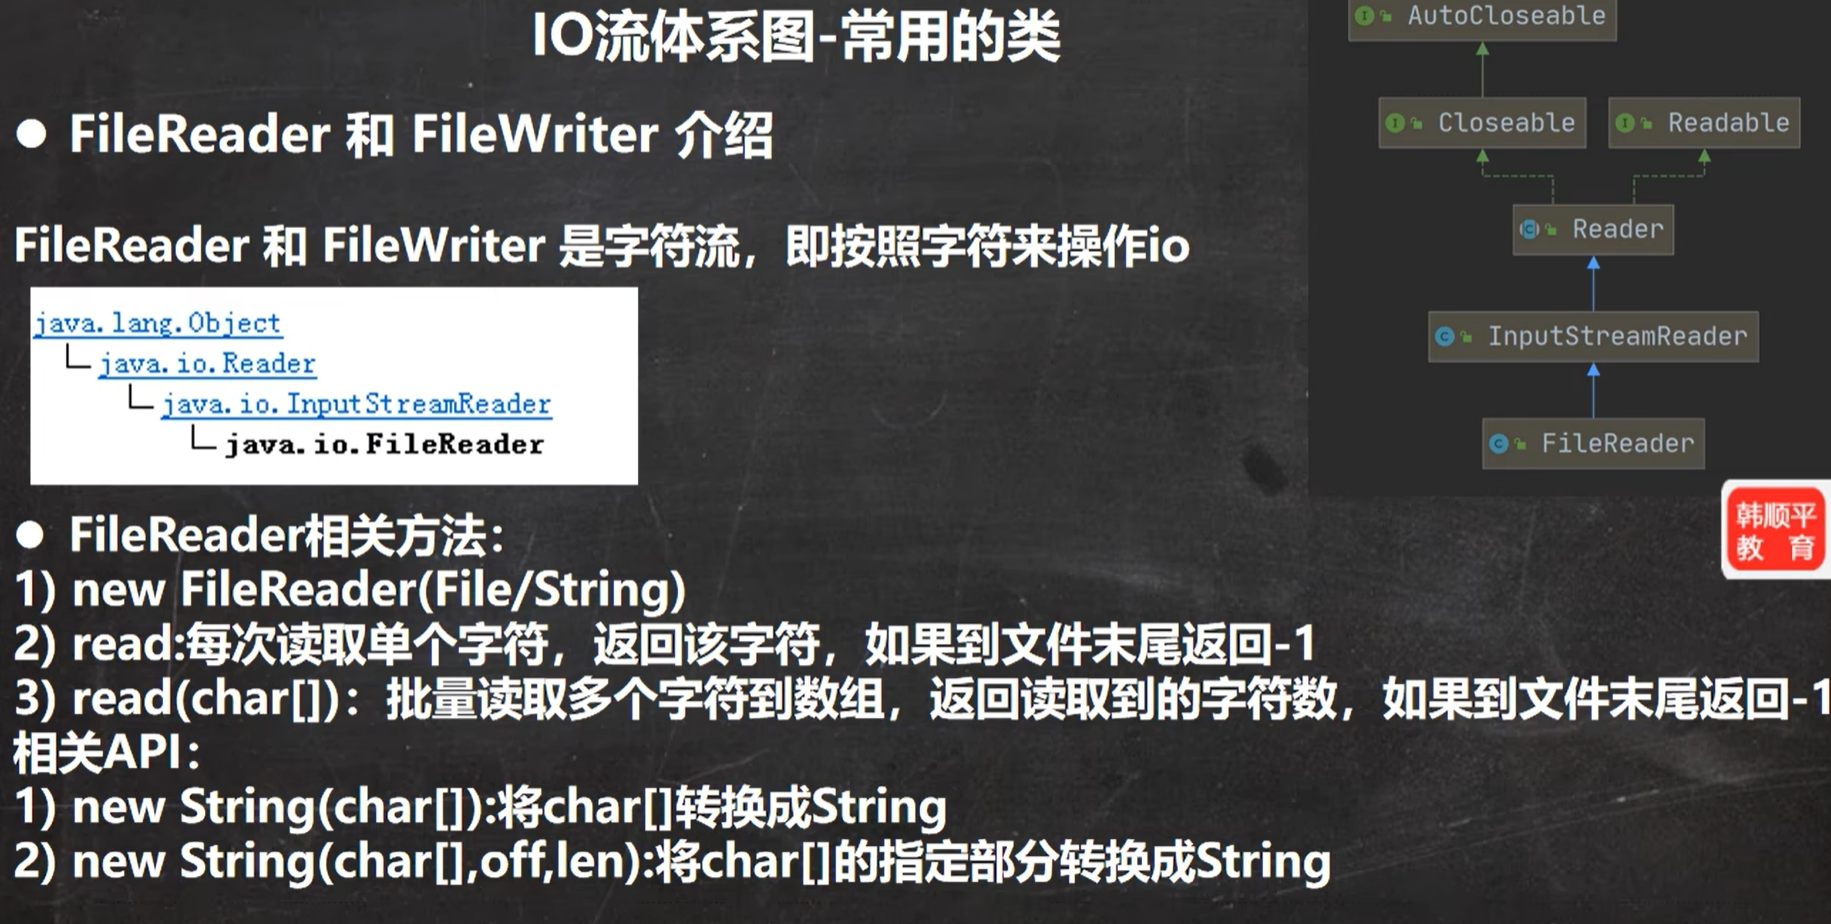 IO流体系图-常用的类
● FileReader 和 FileWriter 介绍
FileReader 和 FileWriter 是字符流，即按照字符来操作io
java.lang.Object
java.io.Reader
java.io.InputStreamReader
java.io.FileReader
AutoCloseable
Closeable
Readable
Reader
InputStreamReader
FileReader
韩顺平
教 育
● FileReader相关方法：
1) new FileReader(File/String)
2) read:每次读取单个字符，返回该字符，如果到文件末尾返回-1
3) read(char[])：批量读取多个字符到数组，返回读取到的字符数，如果到文件末尾返回-1
相关API：
1) new String(char[]):将char[]转换成String
2) new String(char[],off,len):将char[]的指定部分转换成String